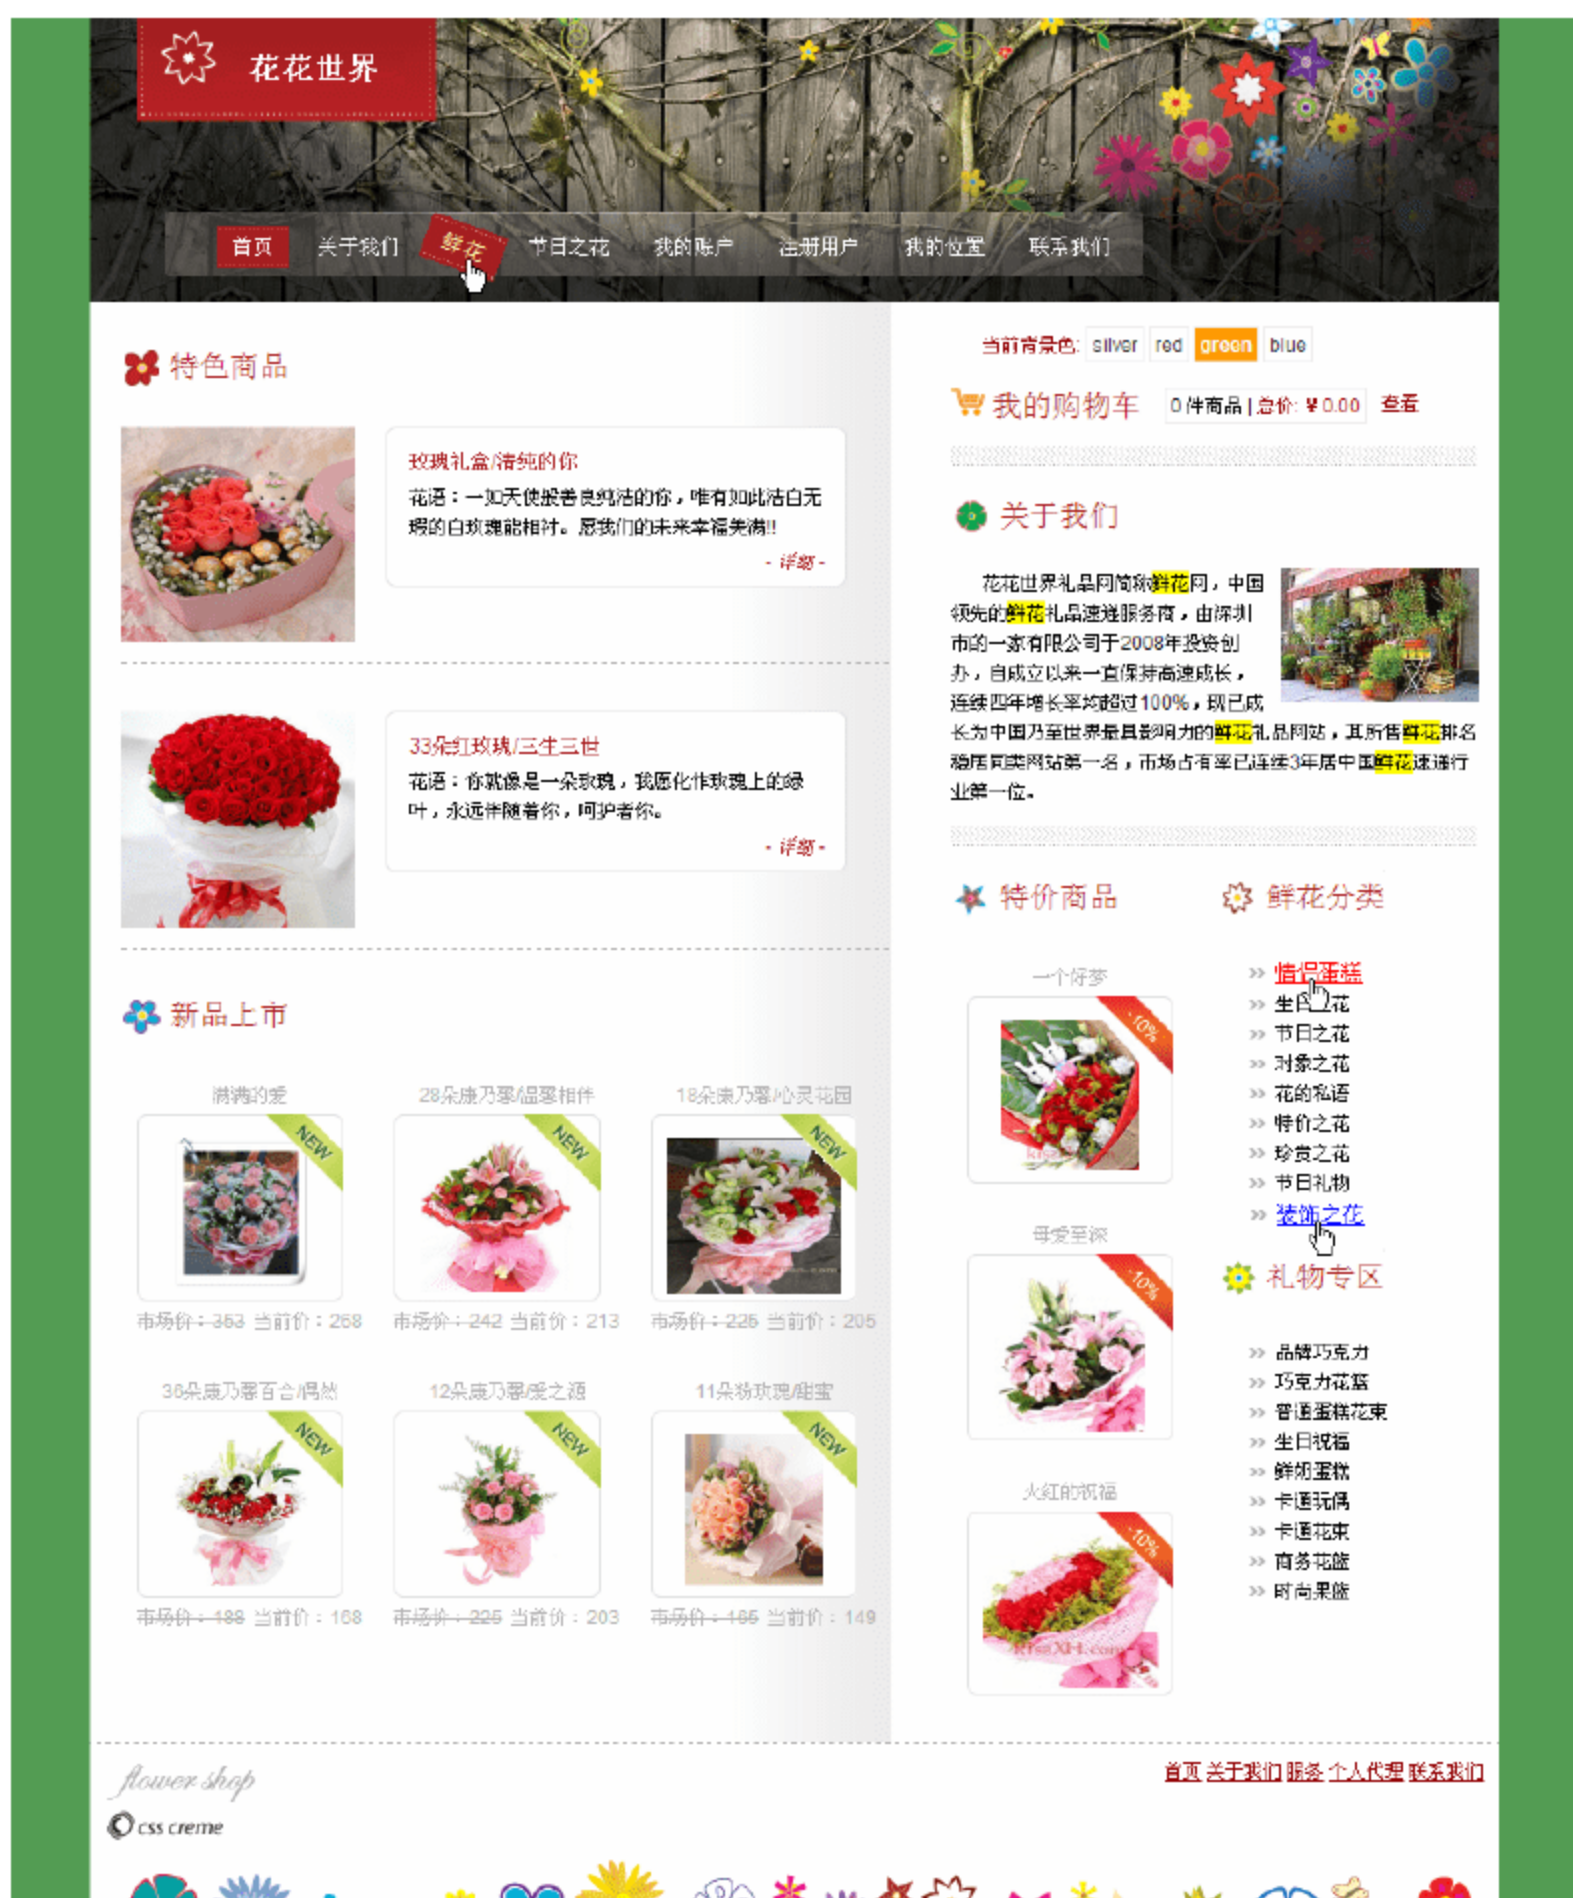 花花世界
首页 关于我们 鲜花 节日之花 我的账户 注册用户 我的位置 联系我们
特色商品
玫瑰礼盒/清纯的你
花语：一如天使般善良纯洁的你，唯有如此洁白无
瑕的白玫瑰能相衬。愿我们的未来幸福美满!!
- 详细 -
33朵红玫瑰/三生三世
花语：你就像是一朵玫瑰，我愿化作玫瑰上的绿
叶，永远伴随着你，呵护着你。
- 详细 -
新品上市
满满的爱 28朵康乃馨/温馨相伴 18朵康乃馨/心灵花园
NEW NEW NEW
市场价：353 当前价：268 市场价：242 当前价：213 市场价：225 当前价：205
36朵康乃馨百合/偶然 12朵康乃馨/爱之源 11朵粉玫瑰/甜蜜
NEW NEW NEW
市场价：188 当前价：168 市场价：225 当前价：203 市场价：165 当前价：149
当前背景色: silver red green blue
我的购物车 0 件商品 | 总价: ¥ 0.00 查看
关于我们
花花世界礼品网简称鲜花网，中国
领先的鲜花礼品速递服务商，由深圳
市的一家有限公司于2008年投资创
办，自成立以来一直保持高速成长，
连续四年增长率均超过100%，现已成
长为中国乃至世界最具影响力的鲜花礼品网站，其所售鲜花排名
稳居同类网站第一名，市场占有率已连续3年居中国鲜花速递行
业第一位。
特价商品
一个好梦
-10%
母爱至深
-10%
火红的祝福
-10%
鲜花分类
情侣蛋糕
生日之花
节日之花
对象之花
花的私语
特价之花
珍贵之花
节日礼物
装饰之花
礼物专区
品牌巧克力
巧克力花篮
普通蛋糕花束
生日祝福
鲜奶蛋糕
卡通玩偶
卡通花束
商务花篮
时尚果篮
flower shop
css creme
首页 关于我们 服务 个人代理 联系我们